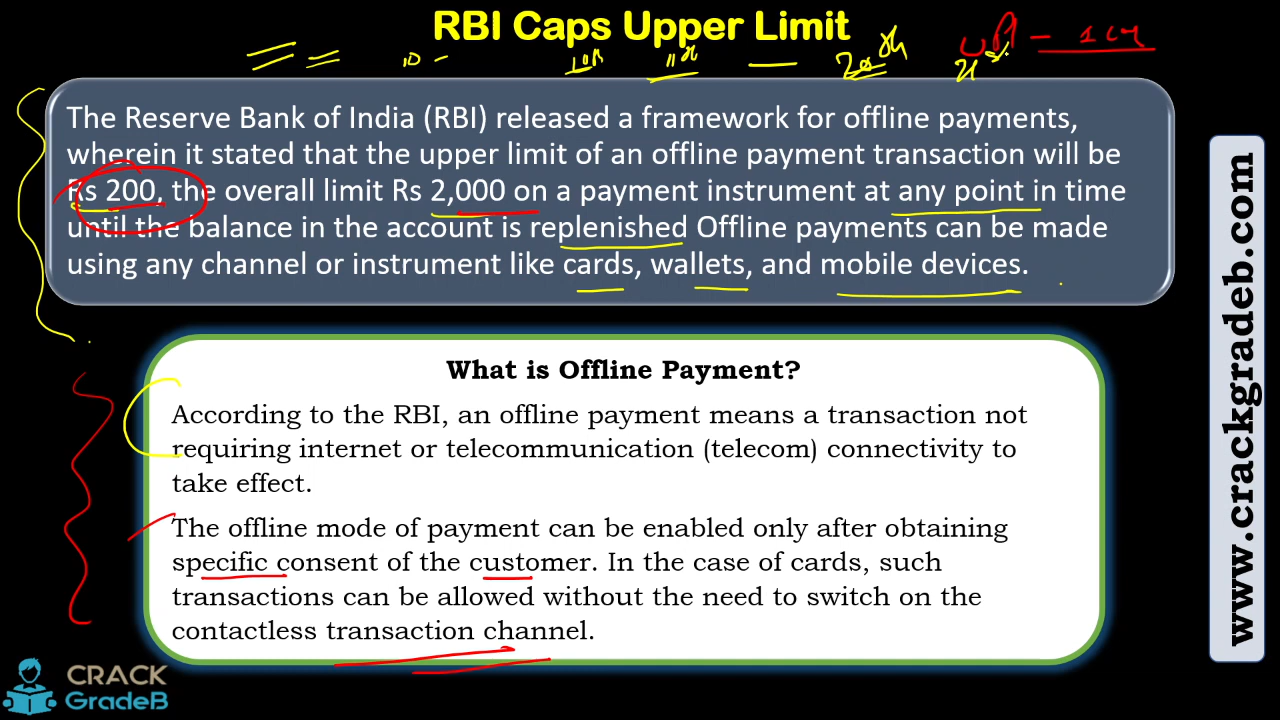 RBI Caps Upper Limit
The Reserve Bank of India (RBI) released a framework for offline payments,
wherein it stated that the upper limit of an offline payment transaction will be
Rs 200, the overall limit Rs 2,000 on a payment instrument at any point in time
until the balance in the account is replenished Offline payments can be made
using any channel or instrument like cards, wallets, and mobile devices.
What is Offline Payment?
According to the RBI, an offline payment means a transaction not
requiring internet or telecommunication (telecom) connectivity to
take effect.
The offline mode of payment can be enabled only after obtaining
specific consent of the customer. In the case of cards, such
transactions can be allowed without the need to switch on the
contactless transaction channel.
www.crackgradeb.com
CRACK
GradeB